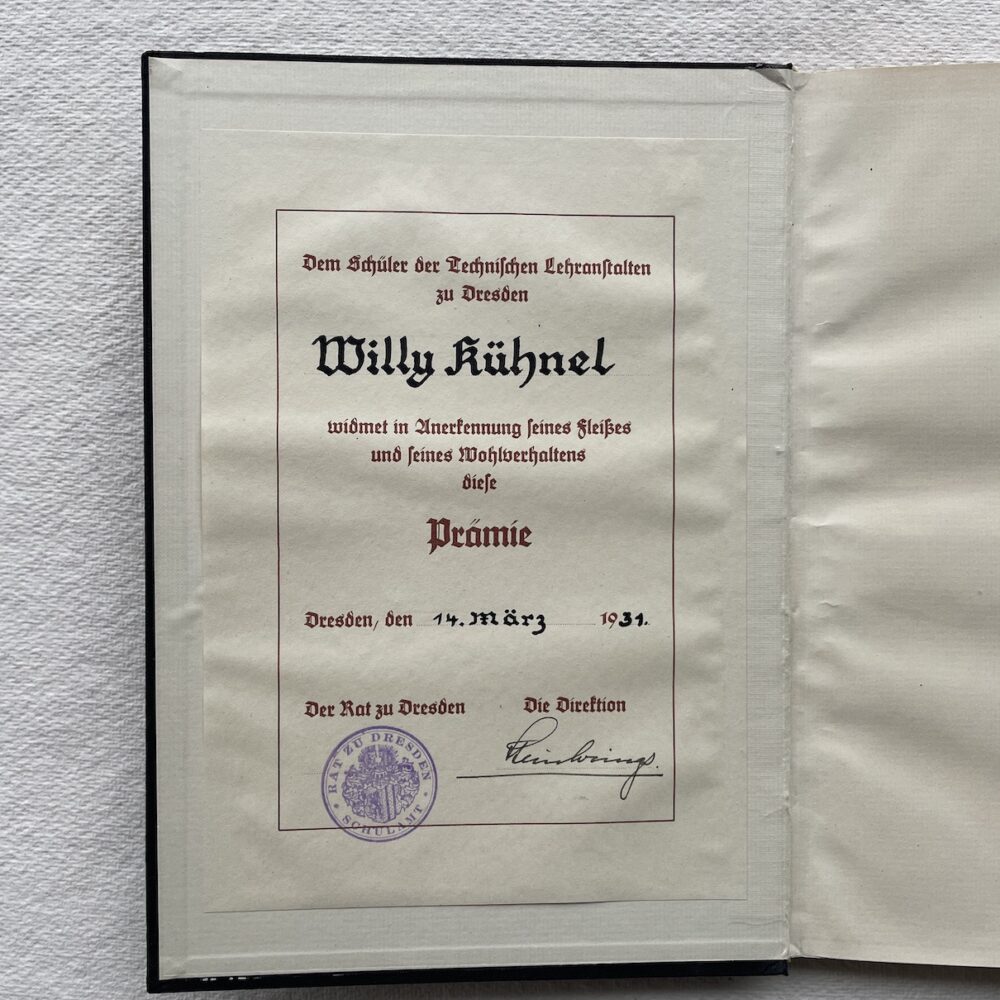 Dem Schüler der Technischen Lehranstalten
zu Dresden
Willy Kühnel
widmet in Anerkennung seines Fleißes
und seines Wohlverhaltens
diese
Prämie
Dresden, den 14. März 1931.
Der Rat zu Dresden Die Direktion
RAT ZU DRESDEN
SCHULAMT